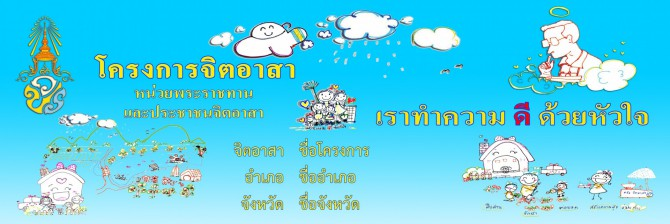 โครงการจิตอาสา
หน่วยพระราชทาน
และประชาชนจิตอาสา
เราทำความ ดี ด้วยหัวใจ
จิตอาสา ชื่อโครงการ
อำเภอ ชื่ออำเภอ
จังหวัด ชื่อจังหวัด